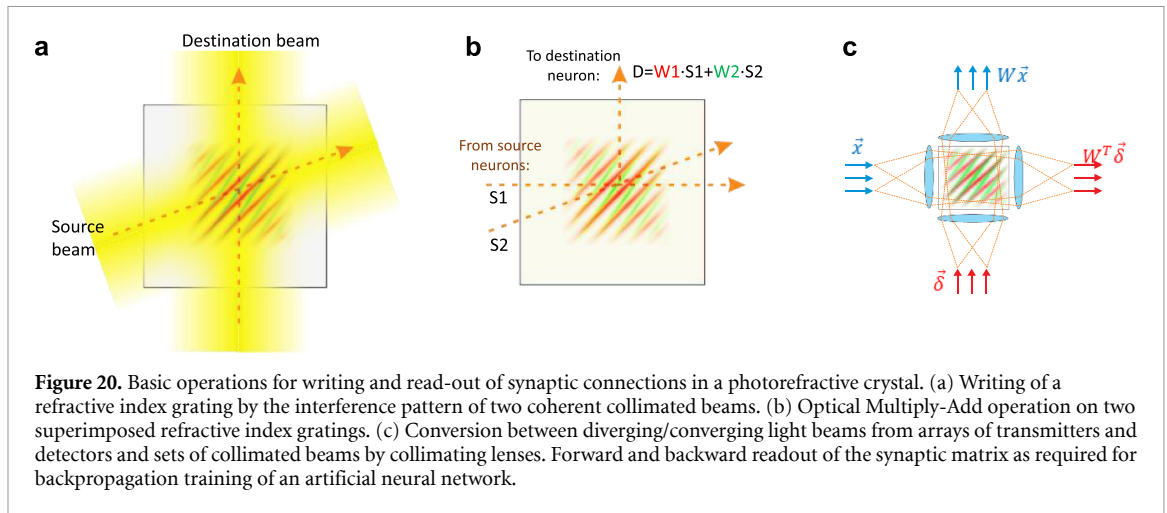 a
Destination beam
Source
beam
b
To destination
neuron:
D=W1·S1+W2·S2
From source
neurons:
S1
S2
c
W x⃗
x⃗
Wᵀ δ⃗
δ⃗
Figure 20. Basic operations for writing and read-out of synaptic connections in a photorefractive crystal. (a) Writing of a
refractive index grating by the interference pattern of two coherent collimated beams. (b) Optical Multiply-Add operation on two
superimposed refractive index gratings. (c) Conversion between diverging/converging light beams from arrays of transmitters and
detectors and sets of collimated beams by collimating lenses. Forward and backward readout of the synaptic matrix as required for
backpropagation training of an artificial neural network.